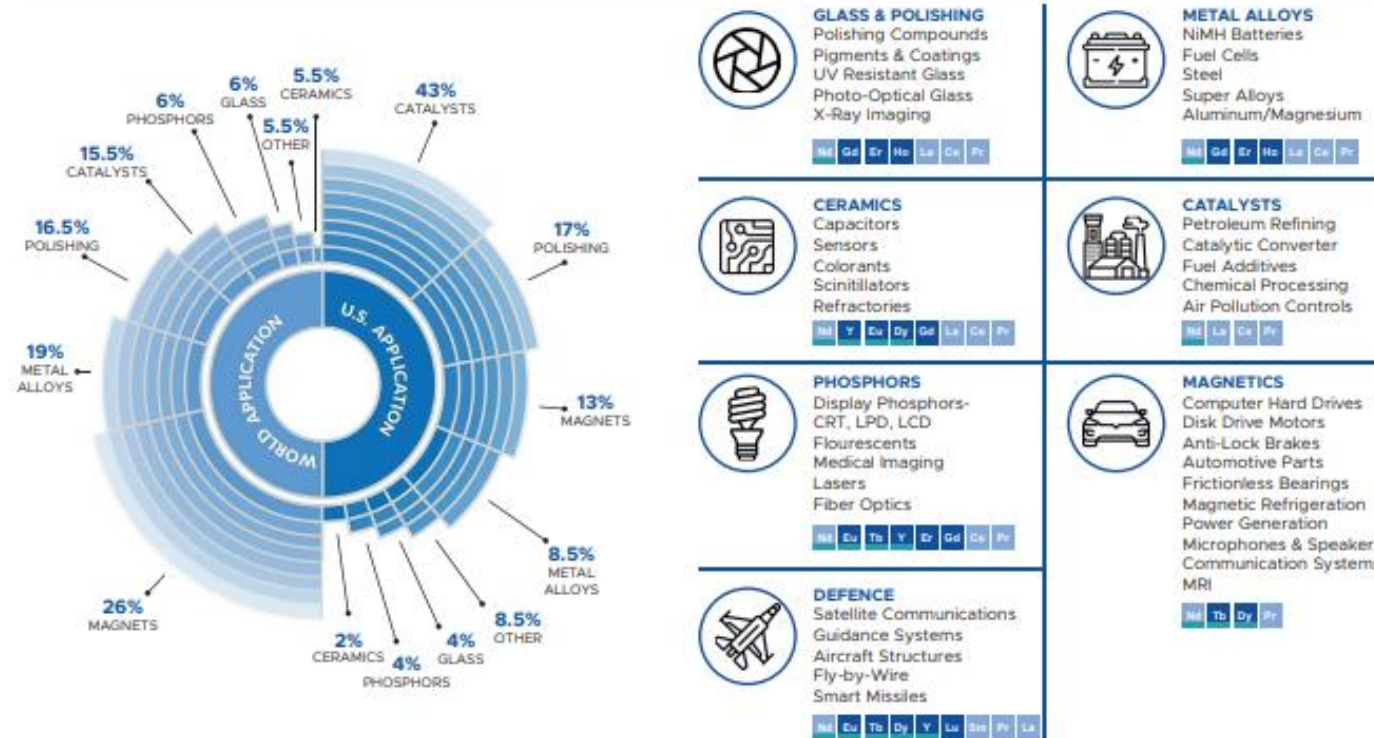 5.5%
CERAMICS
6%
GLASS
6%
PHOSPHORS
5.5%
OTHER
15.5%
CATALYSTS
16.5%
POLISHING
19%
METAL
ALLOYS
26%
MAGNETS
WORLD APPLICATION
U.S. APPLICATION
43%
CATALYSTS
17%
POLISHING
13%
MAGNETS
8.5%
METAL
ALLOYS
8.5%
OTHER
4%
GLASS
4%
PHOSPHORS
2%
CERAMICS
GLASS & POLISHING
Polishing Compounds
Pigments & Coatings
UV Resistant Glass
Photo-Optical Glass
X-Ray Imaging
Nd Gd Er Ho La Ce Pr
METAL ALLOYS
NiMH Batteries
Fuel Cells
Steel
Super Alloys
Aluminum/Magnesium
Nd Gd Er Ho La Ce Pr
CERAMICS
Capacitors
Sensors
Colorants
Scinitillators
Refractories
Nd Y Eu Dy Gd La Ce Pr
CATALYSTS
Petroleum Refining
Catalytic Converter
Fuel Additives
Chemical Processing
Air Pollution Controls
Nd La Ce Pr
PHOSPHORS
Display Phosphors-
CRT, LPD, LCD
Flourescents
Medical Imaging
Lasers
Fiber Optics
Nd Eu Tb Y Er Gd Ce Pr
MAGNETICS
Computer Hard Drives
Disk Drive Motors
Anti-Lock Brakes
Automotive Parts
Frictionless Bearings
Magnetic Refrigeration
Power Generation
Microphones & Speaker
Communication Systems
MRI
Nd Tb Dy Pr
DEFENCE
Satellite Communications
Guidance Systems
Aircraft Structures
Fly-by-Wire
Smart Missiles
Nd Eu Tb Dy Y Lu Sm Pr La